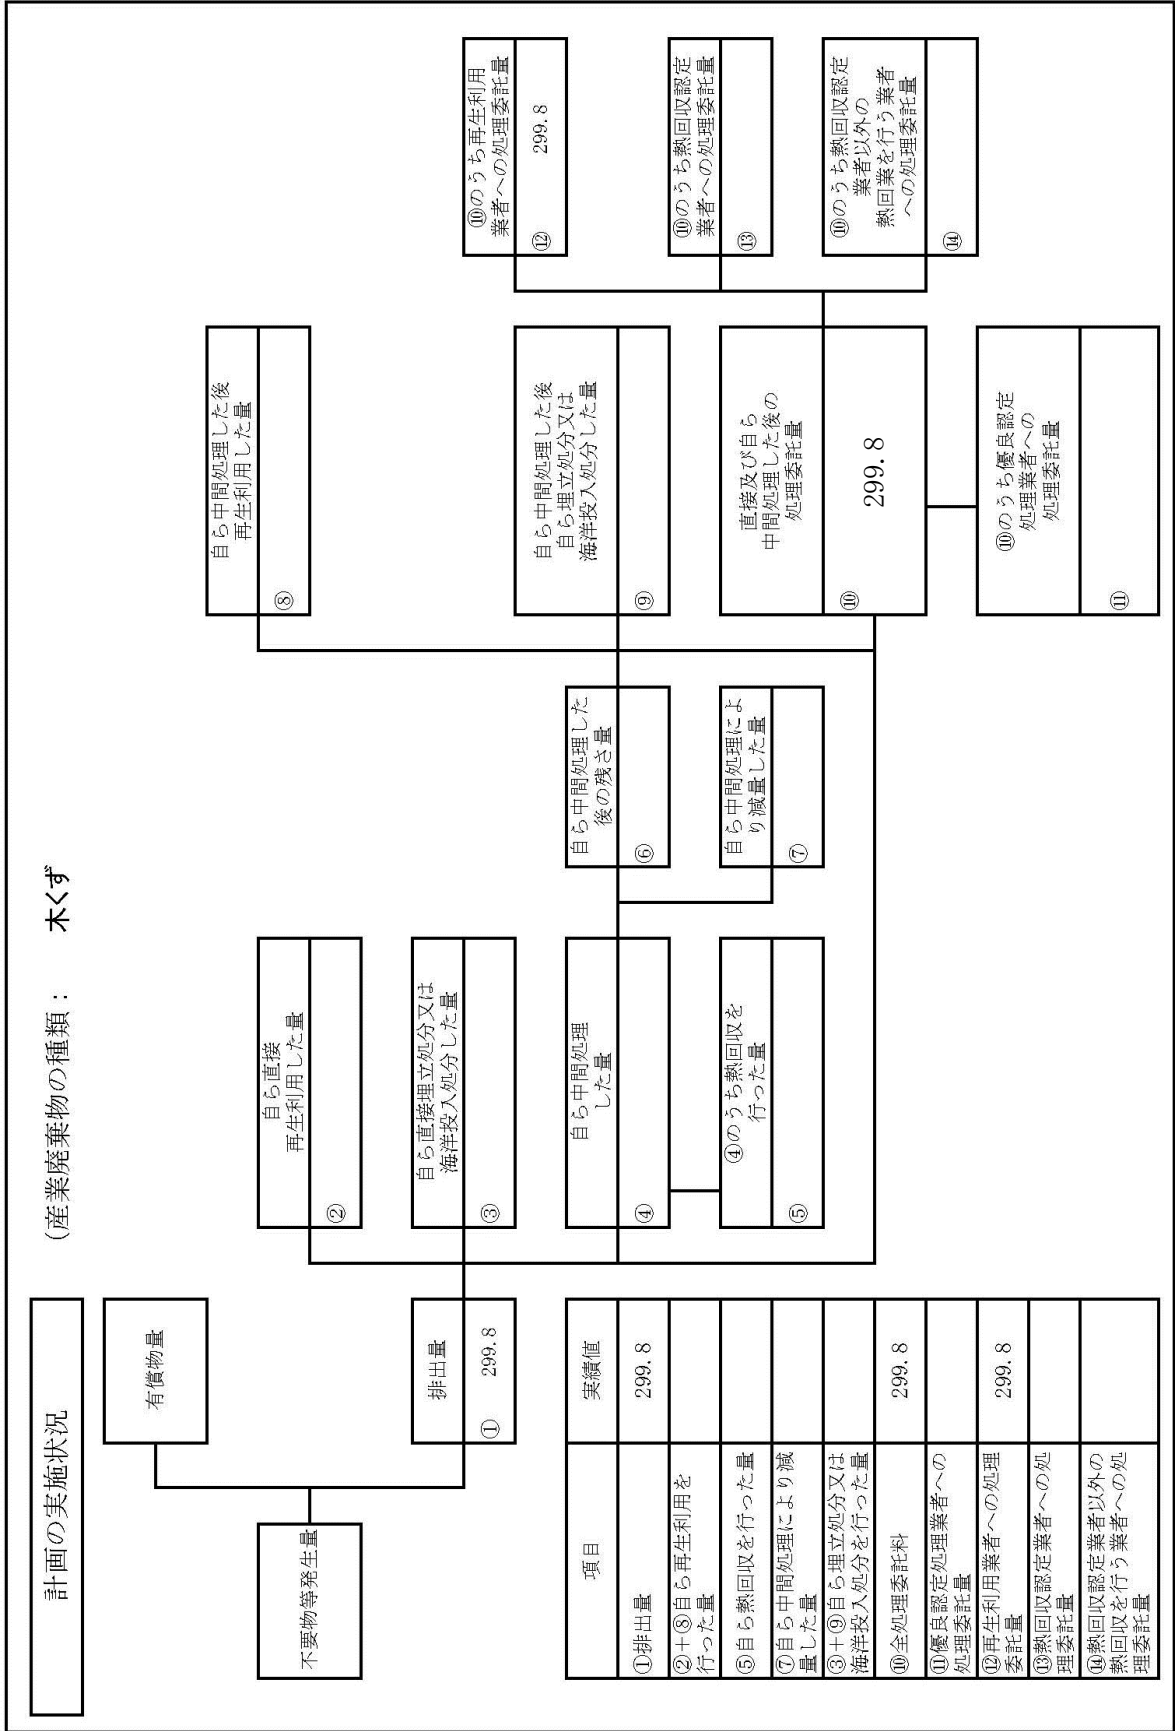 計画の実施状況
(産業廃棄物の種類： 木くず
不要物等発生量
有償物量
排出量
① 299.8
自ら直接
再生利用した量
②
自ら直接埋立処分又は
海洋投入処分した量
③
自ら中間処理
した量
④
④のうち熱回収を
行った量
⑤
自ら中間処理した
後の残さ量
⑥
自ら中間処理によ
り減量した量
⑦
自ら中間処理した後
再生利用した量
⑧
自ら中間処理した後
自ら埋立処分又は
海洋投入処分した量
⑨
直接及び自ら
中間処理した後の
処理委託量
⑩ 299.8
⑩のうち優良認定
処理業者への
処理委託量
⑪
⑩のうち再生利用
業者への処理委託量
⑫ 299.8
⑩のうち熱回収認定
業者への処理委託量
⑬
⑩のうち熱回収認定
業者以外の
熱回業を行う業者
への処理委託量
⑭
項目 実績値
①排出量 299.8
②＋⑧自ら再生利用を
行った量
⑤自ら熱回収を行った量
⑦自ら中間処理により減
量した量
③＋⑨自ら埋立処分又は
海洋投入処分を行った量
⑩全処理委託料 299.8
⑪優良認定処理業者への
処理委託量
⑫再生利用業者への処理
委託量 299.8
⑬熱回収認定業者への処
理委託量
⑭熱回収認定業者以外の
熱回収を行う業者への処
理委託量